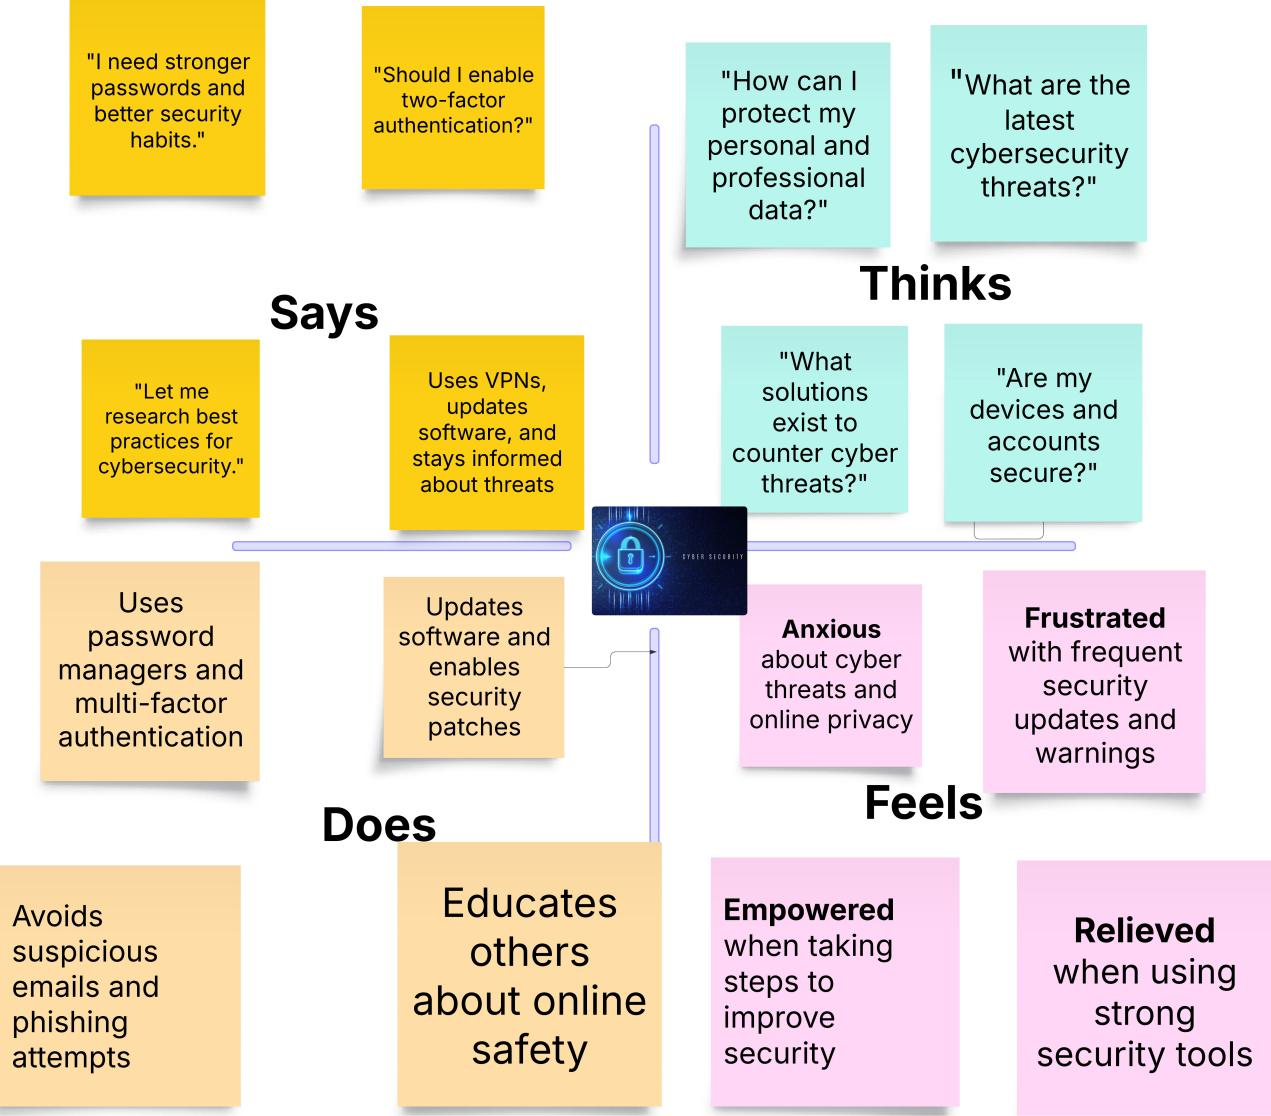 "I need stronger
passwords and
better security
habits."
"Should I enable
two-factor
authentication?"
Says
"Let me
research best
practices for
cybersecurity."
Uses VPNs,
updates
software, and
stays informed
about threats
"How can I
protect my
personal and
professional
data?"
"What are the
latest
cybersecurity
threats?"
Thinks
"What
solutions
exist to
counter cyber
threats?"
"Are my
devices and
accounts
secure?"
CYBER SECURITY
Uses
password
managers and
multi-factor
authentication
Updates
software and
enables
security
patches
Does
Avoids
suspicious
emails and
phishing
attempts
Educates
others
about online
safety
Anxious
about cyber
threats and
online privacy
Frustrated
with frequent
security
updates and
warnings
Feels
Empowered
when taking
steps to
improve
security
Relieved
when using
strong
security tools